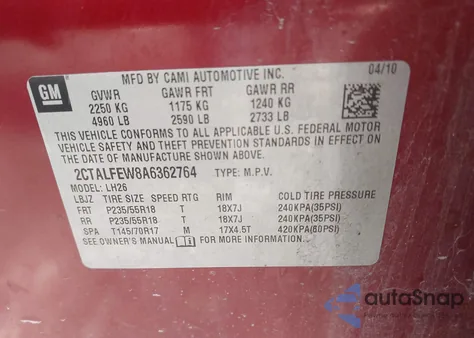 GM
MFD BY CAMI AUTOMOTIVE INC. 04/10
GVWR GAWR FRT GAWR RR
2250 KG 1175 KG 1240 KG
4960 LB 2590 LB 2733 LB
THIS VEHICLE CONFORMS TO ALL APPLICABLE U.S. FEDERAL MOTOR
VEHICLE SAFETY AND THEFT PREVENTION STANDARDS IN EFFECT ON
THE DATE OF MANUFACTURE SHOWN ABOVE.
2CTALFEW8A6362764 TYPE: M.P.V.
MODEL: LH26
LBJZ TIRE SIZE SPEED RTG RIM COLD TIRE PRESSURE
FRT P235/55R18 T 18X7J 240KPA(35PSI)
RR P235/55R18 T 18X7J 240KPA(35PSI)
SPA T145/70R17 M 17X4.5T 420KPA(60PSI)
SEE OWNER'S MANUAL FOR MORE INFORMATION.
autoSnap